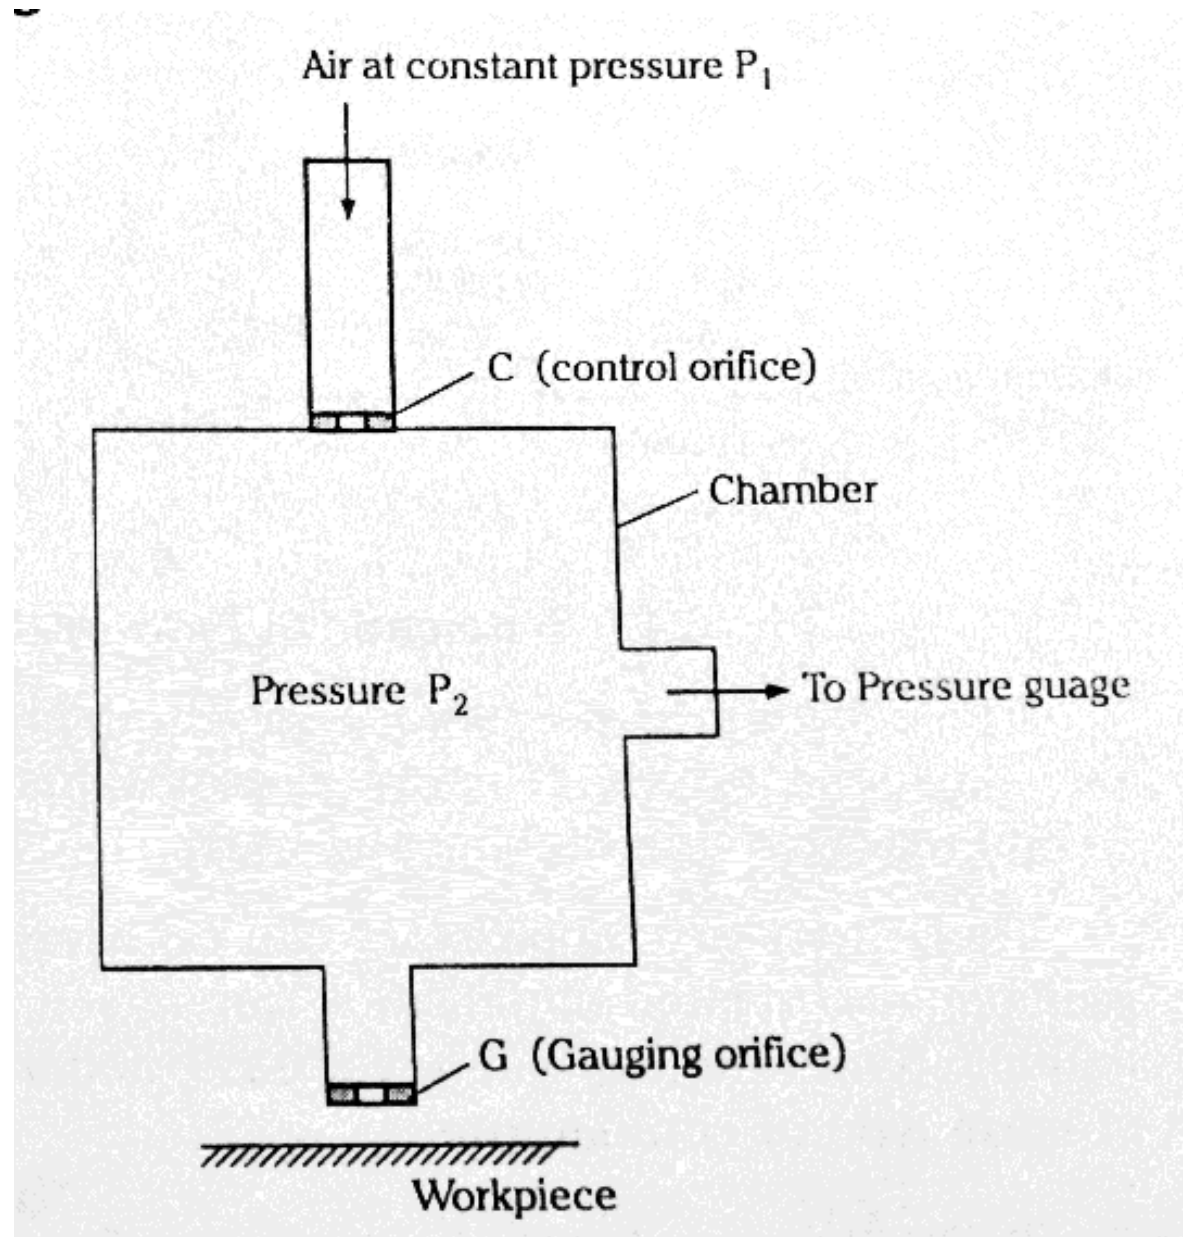 Air at constant pressure P₁
C (control orifice)
Chamber
Pressure P₂
To Pressure guage
G (Gauging orifice)
Workpiece